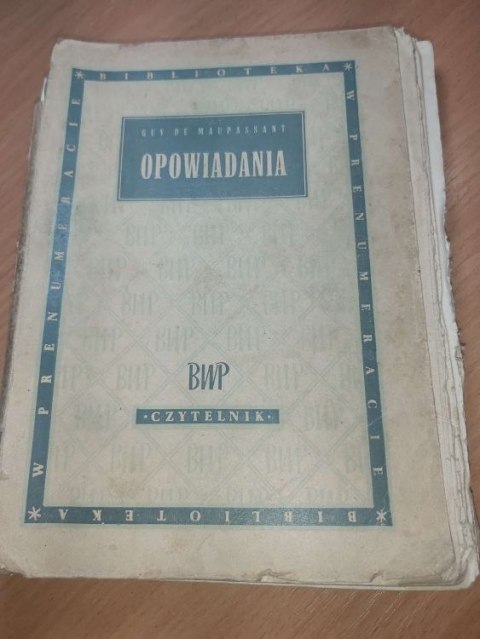 BIBLIOTEKA
W PRENUMERACIE
GUY DE MAUPASSANT
OPOWIADANIA
BWP
·CZYTELNIK·
W PRENUMERACIE
BIBLIOTEKA